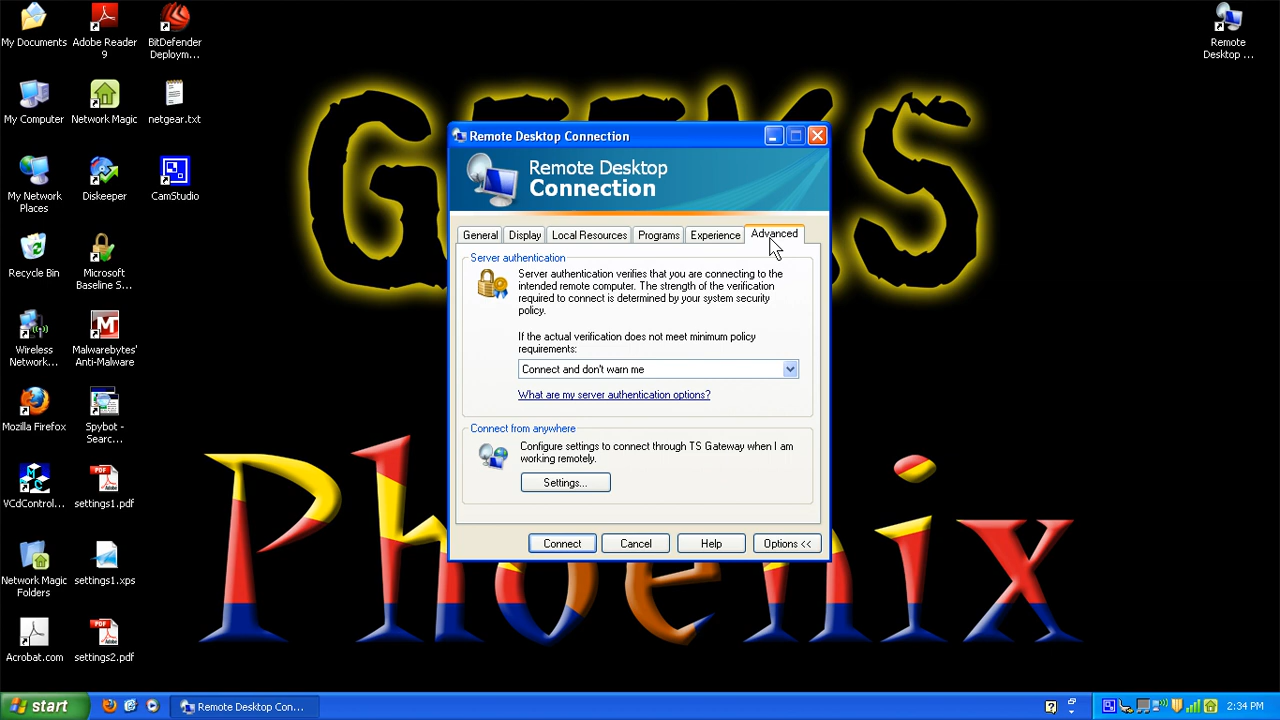 My Documents
Adobe Reader
9
BitDefender
Deploym...
Remote
Desktop ...
My Computer
Network Magic
netgear.txt
My Network
Places
Diskeeper
CamStudio
Recycle Bin
Microsoft
Baseline S...
Wireless
Network...
Malwarebytes'
Anti-Malware
Mozilla Firefox
Spybot -
Searc...
VCdControl...
settings1.pdf
Network Magic
Folders
settings1.xps
Acrobat.com
settings2.pdf
GEEKS
Phoenix
Remote Desktop Connection
Remote Desktop
Connection
General
Display
Local Resources
Programs
Experience
Advanced
Server authentication
Server authentication verifies that you are connecting to the
intended remote computer. The strength of the verification
required to connect is determined by your system security
policy.
If the actual verification does not meet minimum policy
requirements:
Connect and don't warn me
What are my server authentication options?
Connect from anywhere
Configure settings to connect through TS Gateway when I am
working remotely.
Settings...
Connect
Cancel
Help
Options <<
start
Remote Desktop Con...
2:34 PM